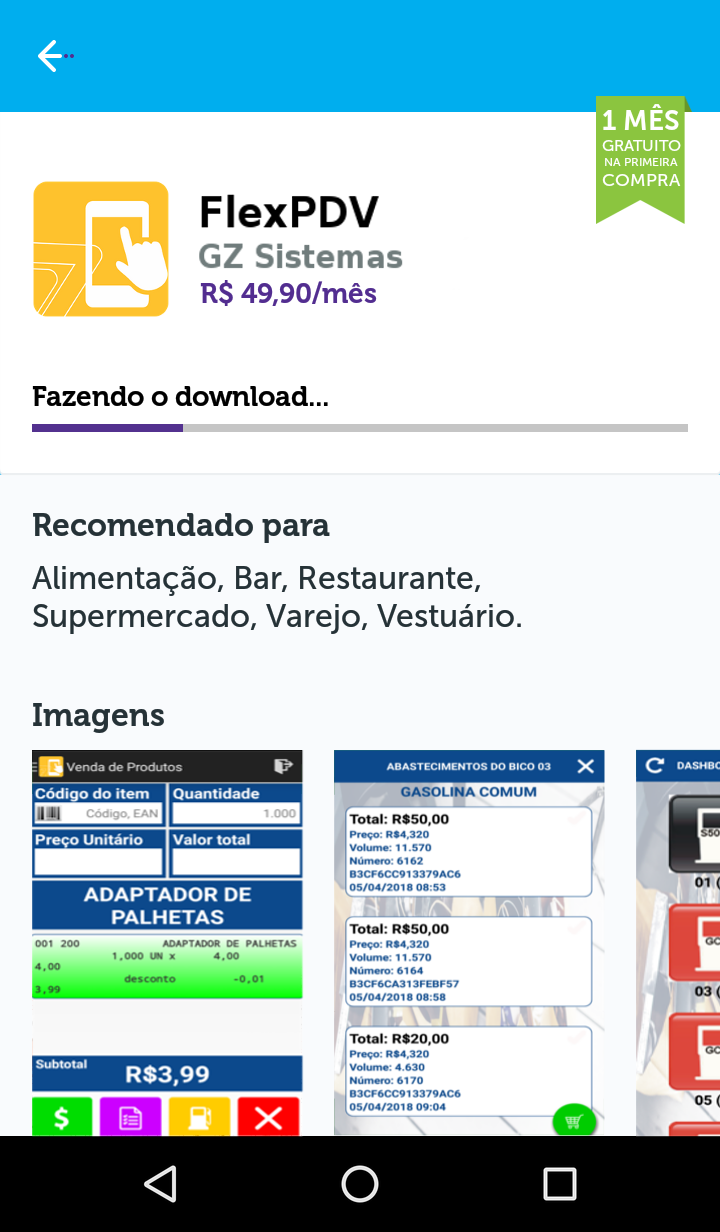 1 MÊS
GRATUITO
NA PRIMEIRA
COMPRA
FlexPDV
GZ Sistemas
R$ 49,90/mês
Fazendo o download...
Recomendado para
Alimentação, Bar, Restaurante,
Supermercado, Varejo, Vestuário.
Imagens
Venda de Produtos
Código do item Quantidade
Código, EAN 1.000
Preço Unitário Valor total
ADAPTADOR DE
PALHETAS
001 200 ADAPTADOR DE PALHETAS
1,000 UN x 4,00
4,00
desconto -0,01
3,99
Subtotal
R$3,99
$
ABASTECIMENTOS DO BICO 03
GASOLINA COMUM
Total: R$50,00
Preço: R$4,320
Volume: 11.570
Número: 6162
B3CF6CC913379AC6
05/04/2018 08:53
Total: R$50,00
Preço: R$4,320
Volume: 11.570
Número: 6164
B3CF6CA313FEBF57
05/04/2018 08:58
Total: R$20,00
Preço: R$4,320
Volume: 4.630
Número: 6170
B3CF6CC913379AC6
05/04/2018 09:04
DASHBO
S50
01 (
GC
03 (
GC
05 (